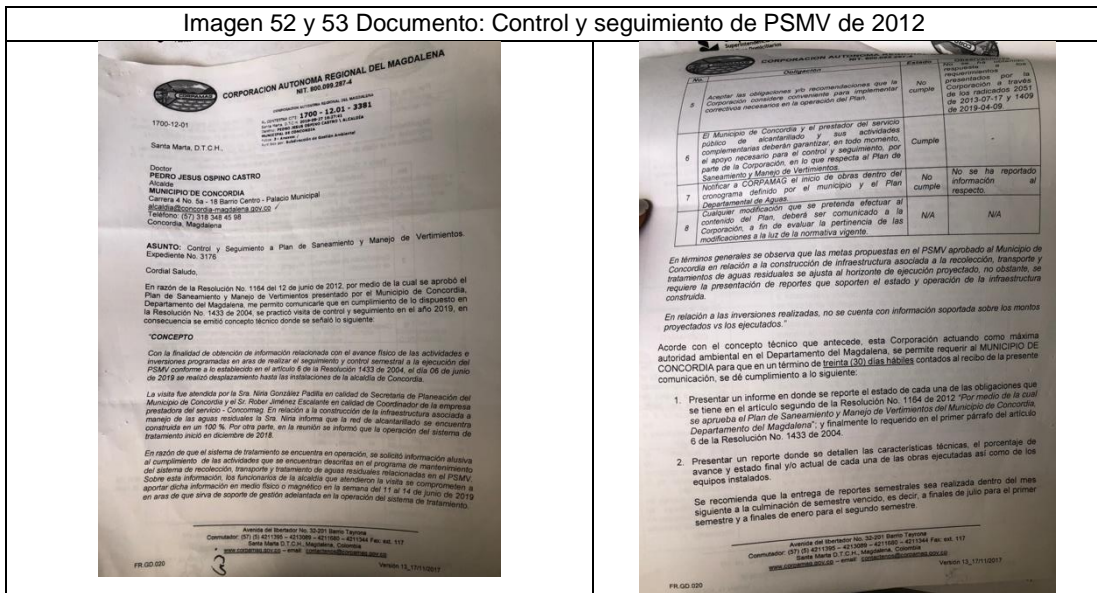 Imagen 52 y 53 Documento: Control y seguimiento de PSMV de 2012
CORPORACION AUTONOMA REGIONAL DEL MAGDALENA
NIT. 800.099.287-4
1700-12-01
1700 - 12.01 - 3381
Santa Marta, D.T.C.H.,
Doctor
PEDRO JESUS OSPINO CASTRO
Alcalde
MUNICIPIO DE CONCORDIA
Carrera 4 No. 5a - 18 Barrio Centro - Palacio Municipal
alcaldia@concordia-magdalena.gov.co
Teléfono: (57) 318 348 45 98
Concordia, Magdalena
ASUNTO: Control y Seguimiento a Plan de Saneamiento y Manejo de Vertimientos.
Expediente No. 3176
Cordial Saludo,
En razón de la Resolución No. 1164 del 12 de junio de 2012, por medio de la cual se aprobó el
Plan de Saneamiento y Manejo de Vertimientos presentado por el Municipio de Concordia,
Departamento del Magdalena, me permito comunicarle que en cumplimiento de lo dispuesto en
la Resolución No. 1433 de 2004, se practicó visita de control y seguimiento en el año 2019, en
consecuencia se emitió concepto técnico donde se señaló lo siguiente:
"CONCEPTO
Con la finalidad de obtención de información relacionada con el avance físico de las actividades e
inversiones programadas en aras de realizar el seguimiento y control semestral a la ejecución del
PSMV conforme a lo establecido en el artículo 6 de la Resolución 1433 de 2004, el día 06 de junio
de 2019 se realizó desplazamiento hasta las instalaciones de la alcaldía de Concordia.
La visita fue atendida por la Sra. Niria González Padilla en calidad de Secretaria de Planeación del
Municipio de Concordia y el Sr. Rober Jiménez Escalante en calidad de Coordinador de la empresa
prestadora del servicio - Concormag. En relación a la construcción de la infraestructura asociada a
manejo de las aguas residuales la Sra. Niria informa que la red de alcantarillado se encuentra
construida en un 100 %. Por otra parte, en la reunión se informó que la operación del sistema de
tratamiento inició en diciembre de 2018.
En razón de que el sistema de tratamiento se encuentra en operación, se solicitó información alusiva
al cumplimiento de las actividades que se encuentran descritas en el programa de mantenimiento
del sistema de recolección, transporte y tratamiento de aguas residuales relacionadas en el PSMV.
Sobre esta información, los funcionarios de la alcaldía que atendieron la visita se comprometen a
aportar dicha información en medio físico o magnético en la semana del 11 al 14 de junio de 2019
en aras de que sirva de soporte de gestión adelantada en la operación del sistema de tratamiento.
Avenida del libertador No. 32-201 Barrio Tayrona
Conmutador: (57) (5) 4211395 – 4213089 – 4211680 – 4211344 Fax: ext. 117
Santa Marta D.T.C.H., Magdalena, Colombia
www.corpamag.gov.co – email: contactenos@corpamag.gov.co
FR.GD.020
Versión 13_17/11/2017
CORPORACION AUTONOMA REGIONAL
No. Obligación Estado
5 Aceptar las obligaciones y/o recomendaciones que la
Corporación considere conveniente para implementar
correctivos necesarios en la operación del Plan.
No
cumple
respuesta a los
requerimientos
presentados por la
Corporación a través
de los radicados 2051
de 2013-07-17 y 1409
de 2019-04-09.
6 El Municipio de Concordia y el prestador del servicio
público de alcantarillado y sus actividades
complementarias deberán garantizar, en todo momento,
el apoyo necesario para el control y seguimiento, por
parte de la Corporación, en lo que respecta al Plan de
Saneamiento y Manejo de Vertimientos.
Cumple
-
7 Notificar a CORPAMAG el inicio de obras dentro del
cronograma definido por el municipio y el Plan
Departamental de Aguas.
No
cumple
No se ha reportado
información al
respecto.
8 Cualquier modificación que se pretenda efectuar al
contenido del Plan, deberá ser comunicado a la
Corporación, a fin de evaluar la pertinencia de las
modificaciones a la luz de la normativa vigente.
N/A
N/A
En términos generales se observa que las metas propuestas en el PSMV aprobado al Municipio de
Concordia en relación a la construcción de infraestructura asociada a la recolección, transporte y
tratamientos de aguas residuales se ajusta al horizonte de ejecución proyectado, no obstante, se
requiere la presentación de reportes que soporten el estado y operación de la infraestructura
construida.
En relación a las inversiones realizadas, no se cuenta con información soportada sobre los montos
proyectados vs los ejecutados."
Acorde con el concepto técnico que antecede, esta Corporación actuando como máxima
autoridad ambiental en el Departamento del Magdalena, se permite requerir al MUNICIPIO DE
CONCORDIA para que en un término de treinta (30) días hábiles contados al recibo de la presente
comunicación, se dé cumplimiento a lo siguiente:
1. Presentar un informe en donde se reporte el estado de cada una de las obligaciones que
se tiene en el artículo segundo de la Resolución No. 1164 de 2012 "Por medio de la cual
se aprueba el Plan de Saneamiento y Manejo de Vertimientos del Municipio de Concordia,
Departamento del Magdalena"; y finalmente lo requerido en el primer párrafo del artículo
6 de la Resolución No. 1433 de 2004.
2. Presentar un reporte donde se detallen las características técnicas, el porcentaje de
avance y estado final y/o actual de cada una de las obras ejecutadas así como de los
equipos instalados.
Se recomienda que la entrega de reportes semestrales sea realizada dentro del mes
siguiente a la culminación de semestre vencido, es decir, a finales de julio para el primer
semestre y a finales de enero para el segundo semestre.
Avenida del libertador No. 32-201 Barrio Tayrona
Conmutador: (57) (5) 4211395 – 4213089 – 4211680 – 4211344 Fax: ext. 117
Santa Marta D.T.C.H., Magdalena, Colombia
www.corpamag.gov.co – email: contactenos@corpamag.gov.co
FR.GD.020
Versión 13_17/11/2017